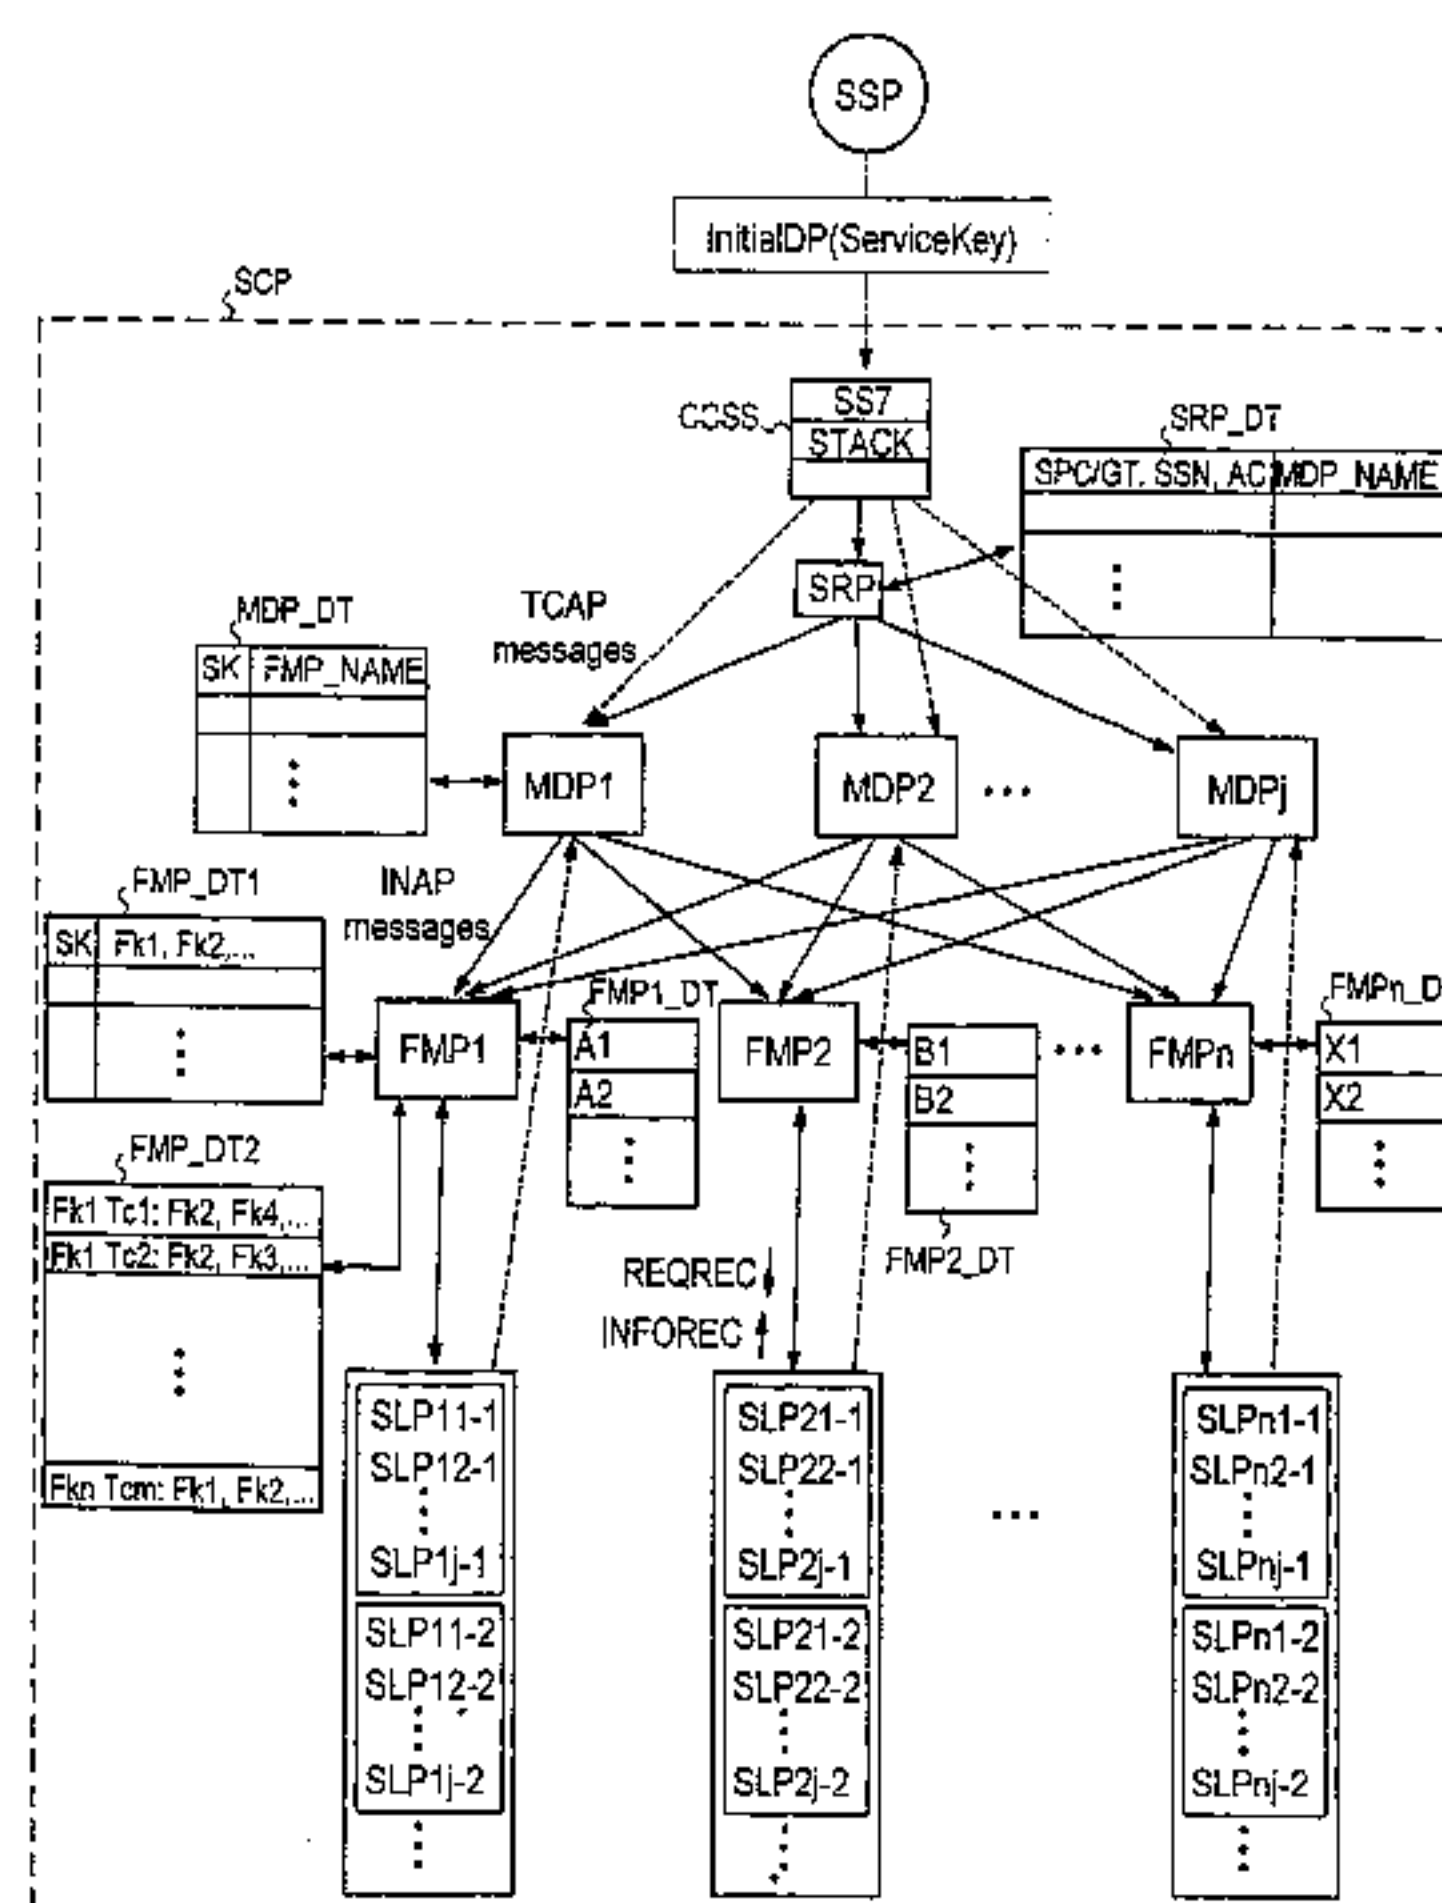 SSP
InitialDP(ServiceKey)
SCP
SS7
CCSS
STACK
SRP_DT
SPC/GT, SSN, AC MDP_NAME
SRP
MDP_DT
TCAP
messages
SK FMP_NAME
MDP1
MDP2
MDPj
FMP_DT1
INAP
messages
SK Fk1, Fk2,...
FMP1_DT
FMPn_D
FMP1
A1
A2
FMP2
B1
B2
FMPn
X1
X2
FMP_DT2
Fk1 Tc1: Fk2, Fk4,...
Fk1 Tc2: Fk2, Fk3,...
Fkn Tcm: Fk1, Fk2,...
FMP2_DT
REQREC
INFOREC
SLP11-1
SLP12-1
SLP1j-1
SLP11-2
SLP12-2
SLP1j-2
SLP21-1
SLP22-1
SLP2j-1
SLP21-2
SLP22-2
SLP2j-2
SLPn1-1
SLPn2-1
SLPnj-1
SLPn1-2
SLPn2-2
SLPnj-2